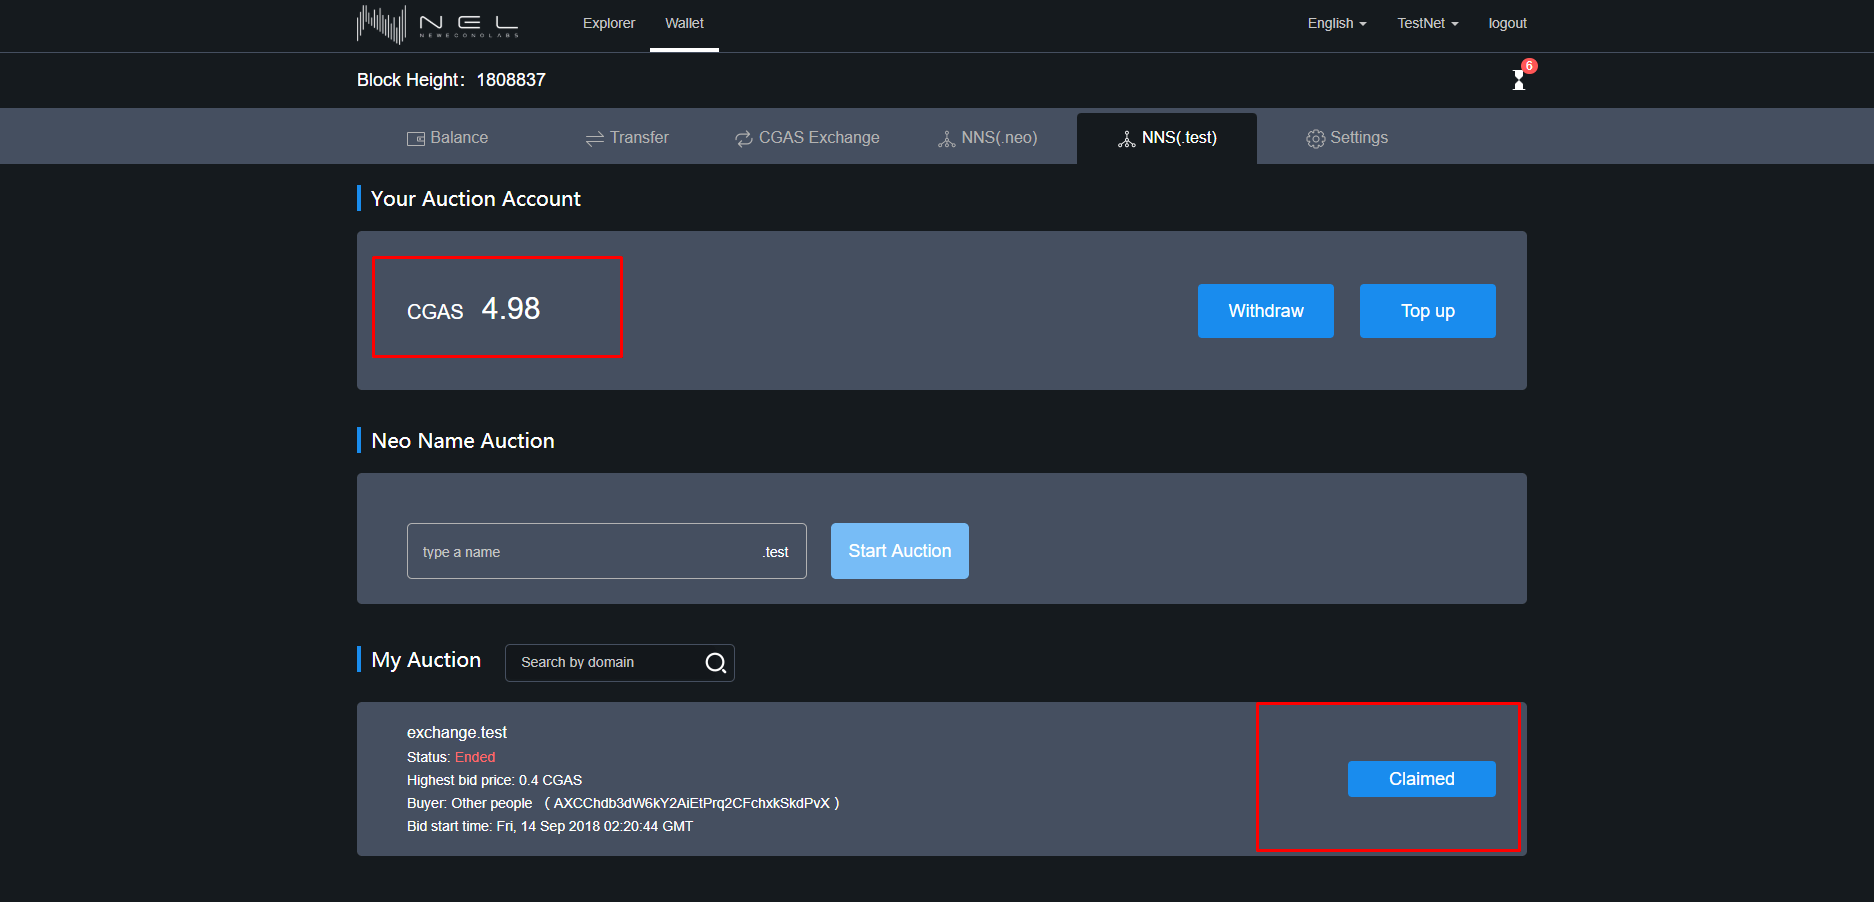 NEL
NEWECONOLABS
Explorer
Wallet
English
TestNet
logout
Block Height: 1808837
6
Balance
Transfer
CGAS Exchange
NNS(.neo)
NNS(.test)
Settings
Your Auction Account
CGAS 4.98
Withdraw
Top up
Neo Name Auction
type a name .test
Start Auction
My Auction
Search by domain
exchange.test
Status: Ended
Highest bid price: 0.4 CGAS
Buyer: Other people ( AXCChdb3dW6kY2AiEtPrq2CFchxkSkdPvX )
Bid start time: Fri, 14 Sep 2018 02:20:44 GMT
Claimed